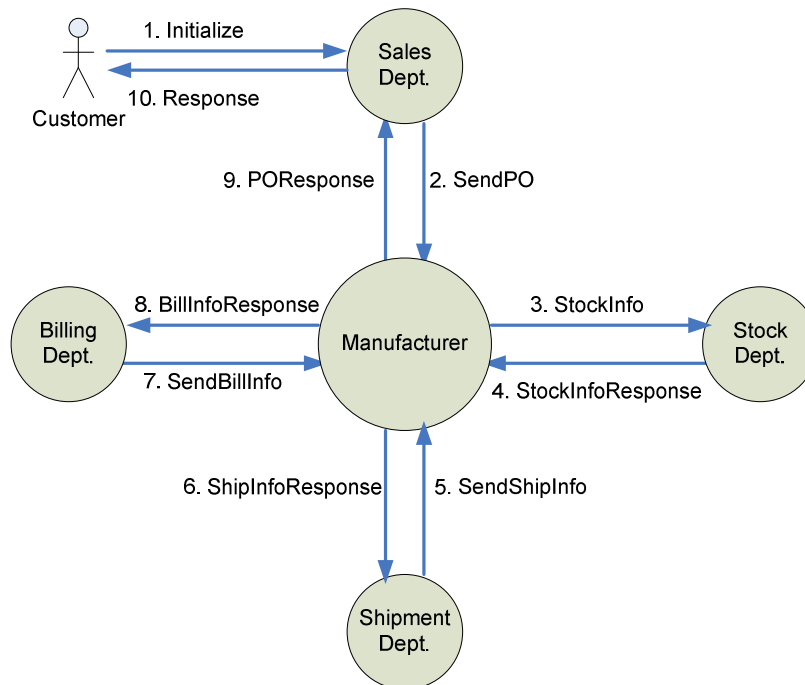 1. Initialize
Sales
Dept.
10. Response
Customer
9. POResponse
2. SendPO
8. BillInfoResponse
3. StockInfo
Billing
Dept.
Manufacturer
Stock
Dept.
7. SendBillInfo
4. StockInfoResponse
6. ShipInfoResponse
5. SendShipInfo
Shipment
Dept.